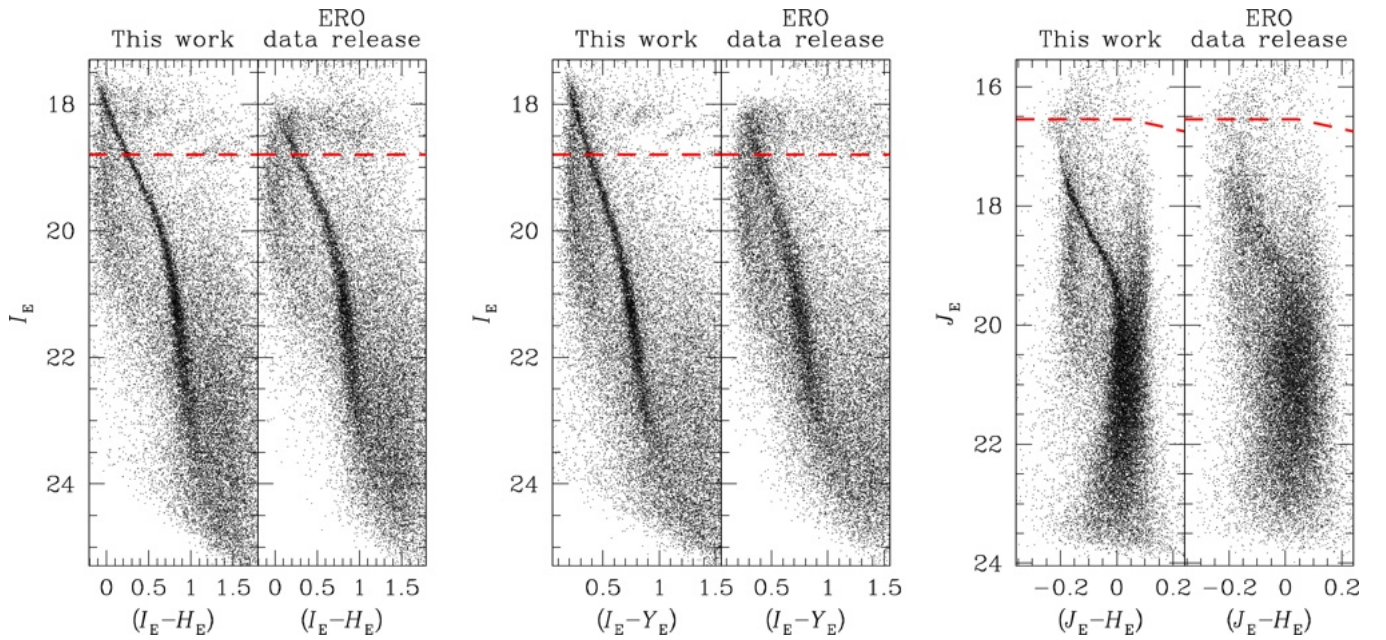 ERO
This work data release
18
20
22
24
I_E
0 0.5 1 0 0.5 1 1.5
(I_E−H_E) (I_E−H_E)
ERO
This work data release
18
20
22
24
I_E
0.5 1 1.5 0.5 1 1.5
(I_E−Y_E) (I_E−Y_E)
ERO
This work data release
16
18
20
22
24
J_E
−0.2 0 0.2 −0.2 0 0.2
(J_E−H_E) (J_E−H_E)